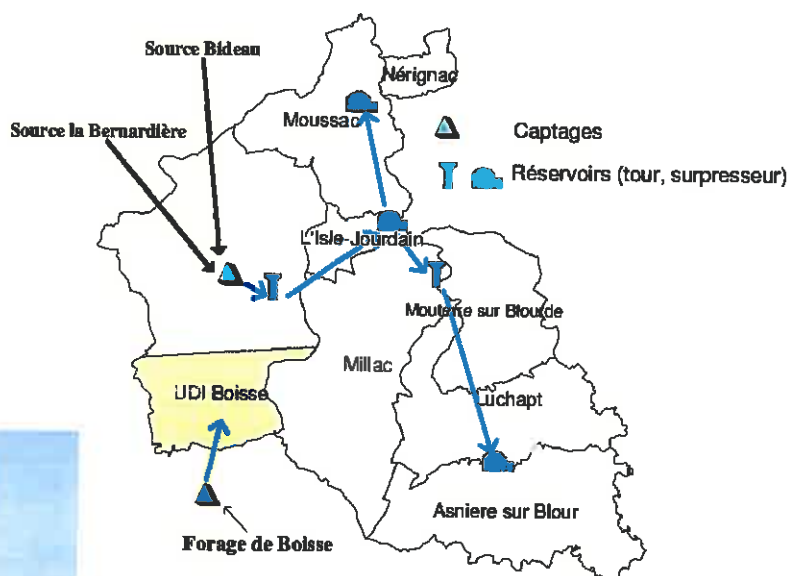 Source Bideau
Nérignac
Moussac
Source la Bernardière
Captages
Réservoirs (tour, surpresseur)
L'Isle-Jourdain
Mouterre sur Blourde
Millac
UDI Boisse
Luchapt
Asniere sur Blour
Forage de Boisse